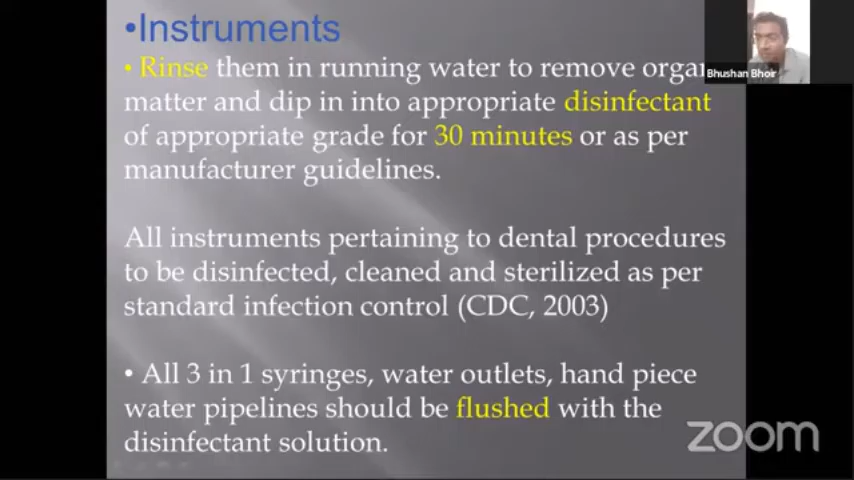 •Instruments
• Rinse them in running water to remove
matter and dip in into appropriate disinfectant
of appropriate grade for 30 minutes or as per
manufacturer guidelines.
All instruments pertaining to dental procedures
to be disinfected, cleaned and sterilized as per
standard infection control (CDC, 2003)
• All 3 in 1 syringes, water outlets, hand piece
water pipelines should be flushed with the
disinfectant solution.
Bhushan Bhoir
zoom